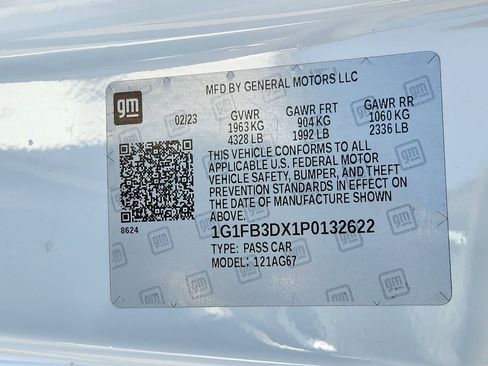 MFD BY GENERAL MOTORS LLC
gm
02/23
GVWR GAWR FRT GAWR RR
1963 KG 904 KG 1060 KG
4328 LB 1992 LB 2336 LB
THIS VEHICLE CONFORMS TO ALL
APPLICABLE U.S. FEDERAL MOTOR
VEHICLE SAFETY, BUMPER, AND THEFT
PREVENTION STANDARDS IN EFFECT ON
THE DATE OF MANUFACTURE SHOWN
ABOVE.
8624
1G1FB3DX1P0132622
TYPE: PASS CAR
MODEL: 121AG67